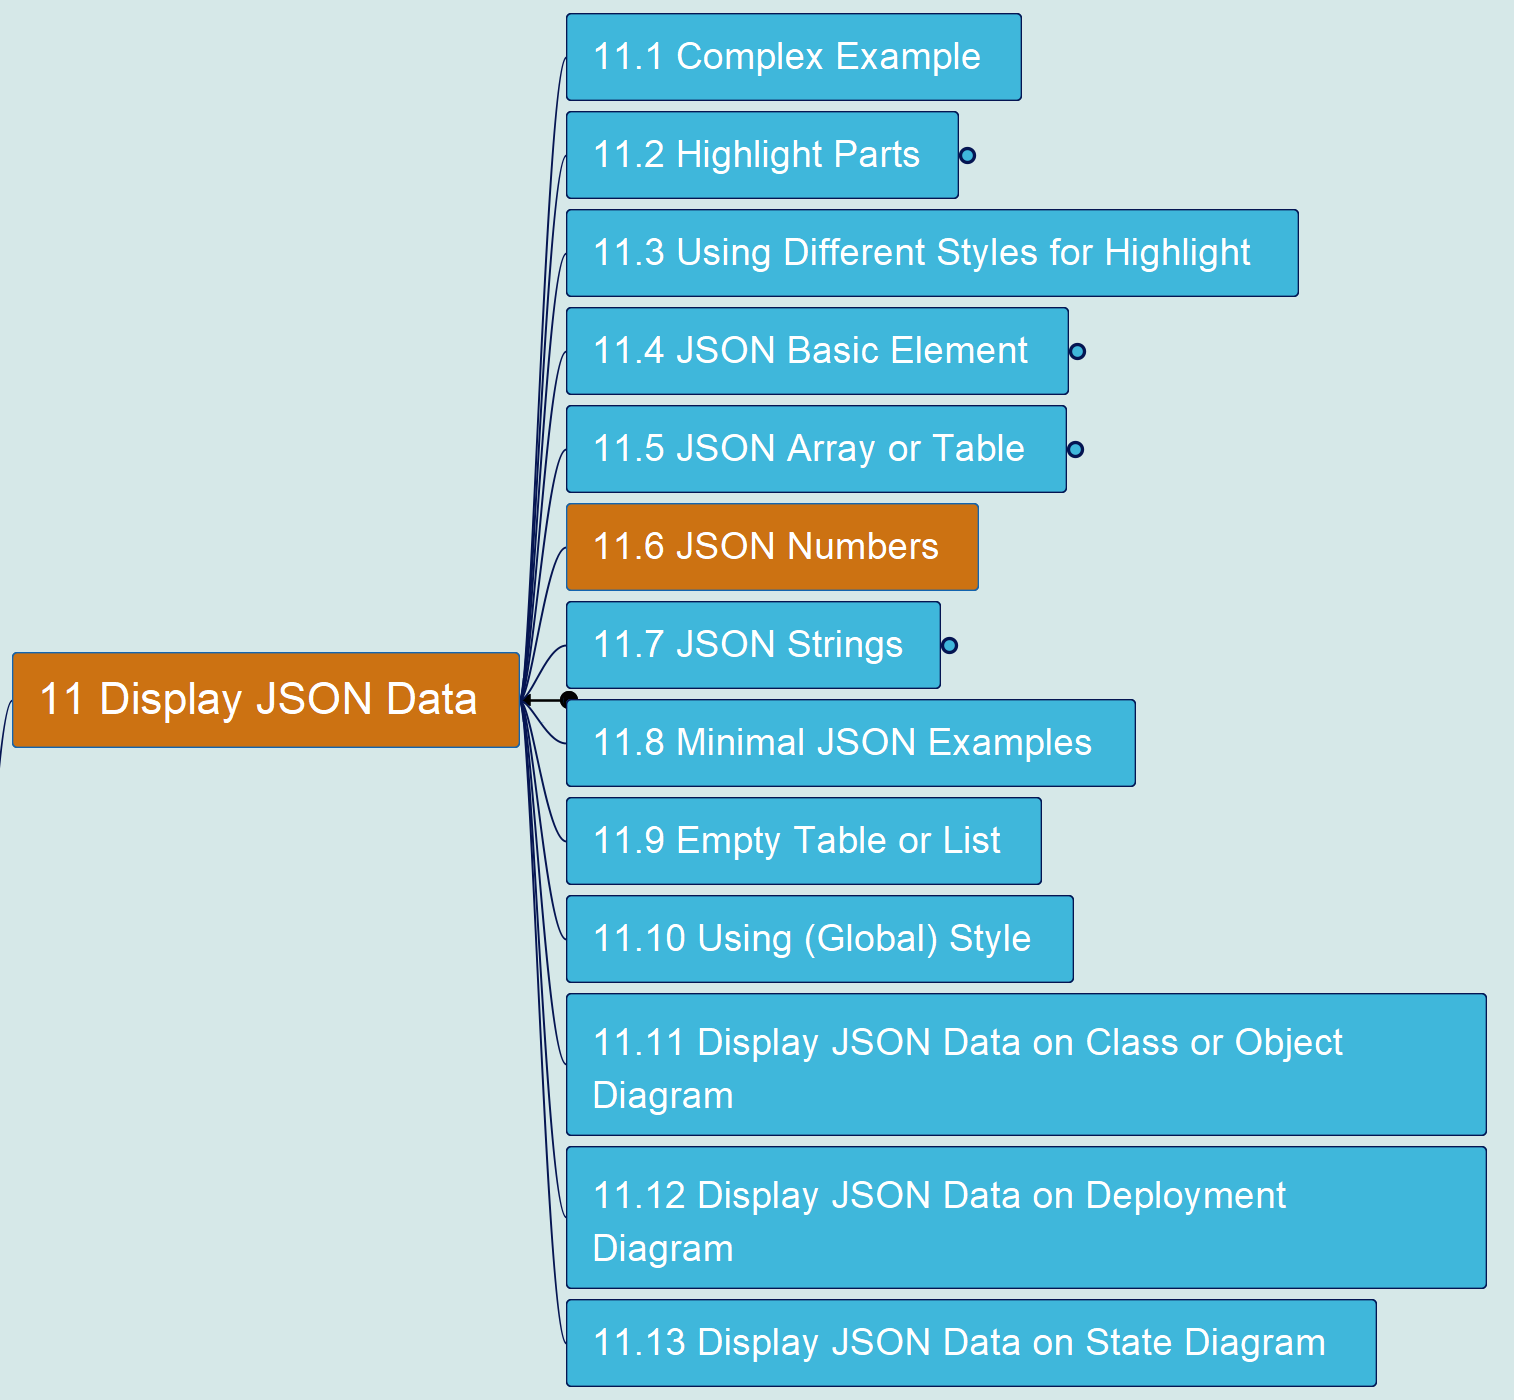 11.1 Complex Example
11.2 Highlight Parts
11.3 Using Different Styles for Highlight
11.4 JSON Basic Element
11.5 JSON Array or Table
11.6 JSON Numbers
11.7 JSON Strings
11 Display JSON Data
11.8 Minimal JSON Examples
11.9 Empty Table or List
11.10 Using (Global) Style
11.11 Display JSON Data on Class or Object
Diagram
11.12 Display JSON Data on Deployment
Diagram
11.13 Display JSON Data on State Diagram